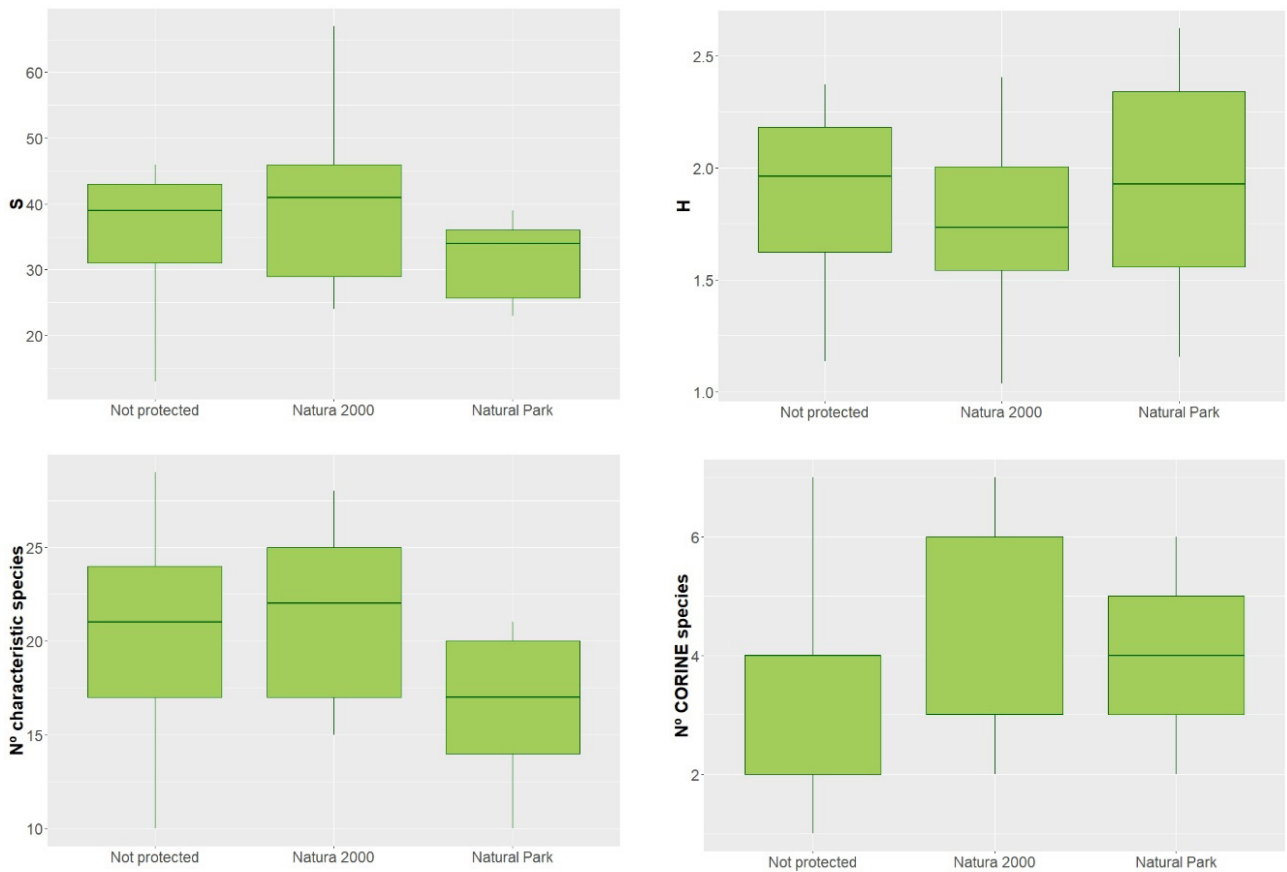 S
60
50
40
30
20
Not protected Natura 2000 Natural Park
H
2.5
2.0
1.5
1.0
Not protected Natura 2000 Natural Park
Nº characteristic species
25
20
15
10
Not protected Natura 2000 Natural Park
Nº CORINE species
6
4
2
Not protected Natura 2000 Natural Park